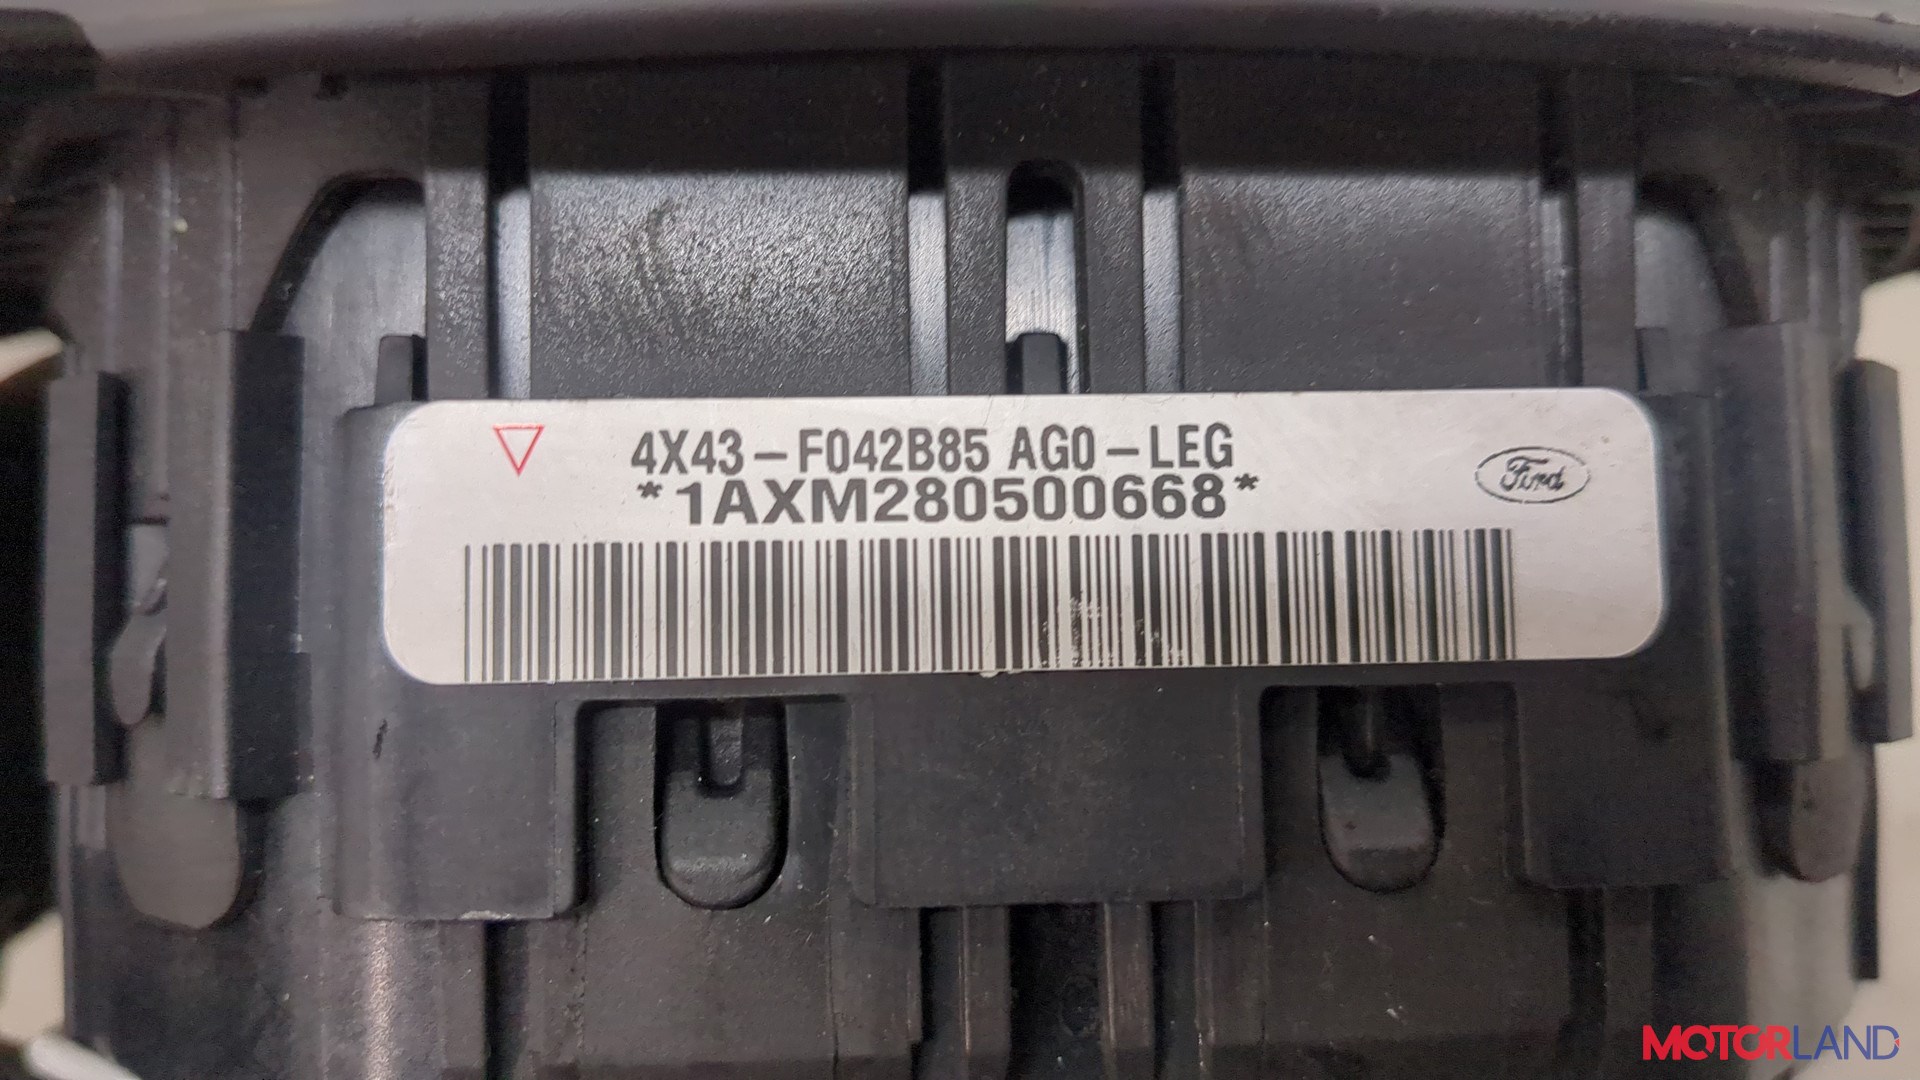 4X43-F042B85 AG0-LEG
*1AXM280500668*
Ford
MOTORLAND